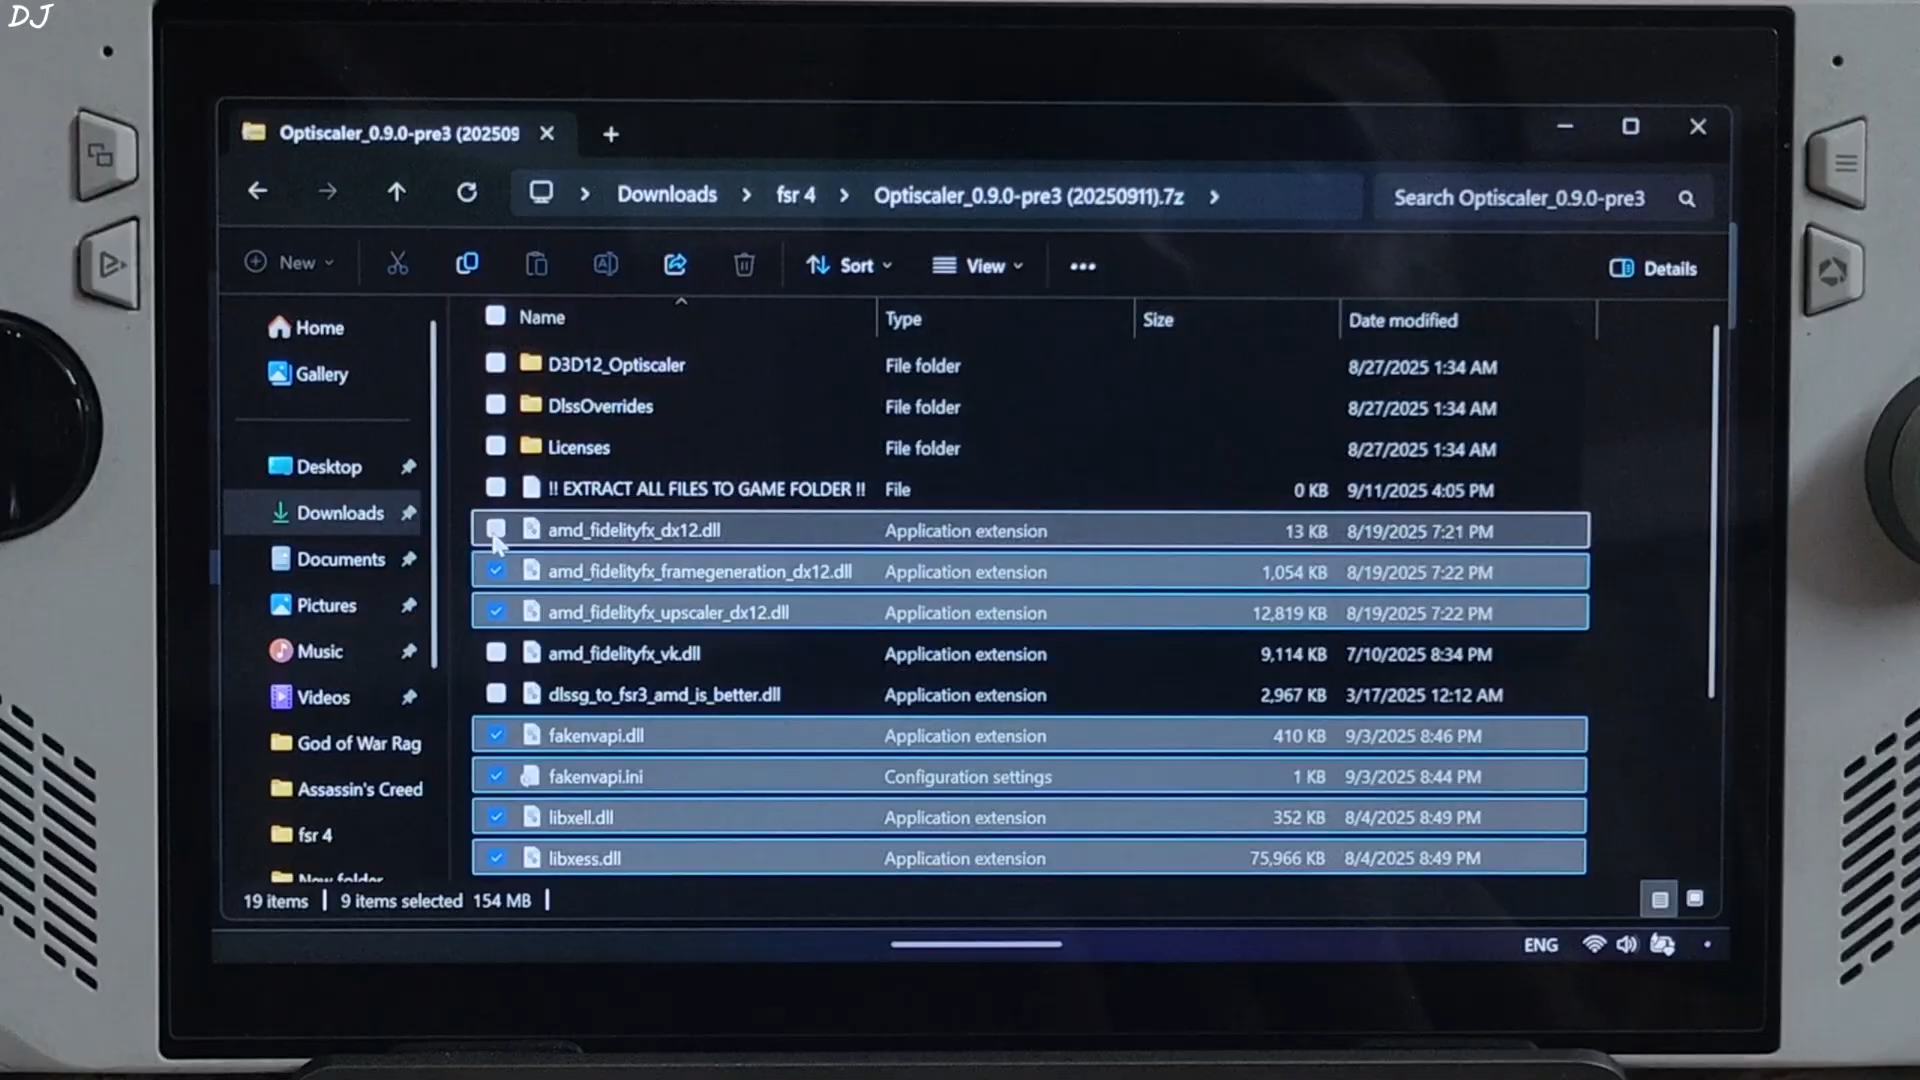 DJ
Optiscaler_0.9.0-pre3 (202509
Downloads
fsr 4
Optiscaler_0.9.0-pre3 (20250911).7z
Search Optiscaler_0.9.0-pre3
New
Sort
View
Details
Name Type Size Date modified
Home
Gallery
Desktop
Downloads
Documents
Pictures
Music
Videos
God of War Rag
Assassin's Creed
fsr 4
New folder
D3D12_Optiscaler File folder 8/27/2025 1:34 AM
DlssOverrides File folder 8/27/2025 1:34 AM
Licenses File folder 8/27/2025 1:34 AM
!! EXTRACT ALL FILES TO GAME FOLDER !! File 0 KB 9/11/2025 4:05 PM
amd_fidelityfx_dx12.dll Application extension 13 KB 8/19/2025 7:21 PM
amd_fidelityfx_framegeneration_dx12.dll Application extension 1,054 KB 8/19/2025 7:22 PM
amd_fidelityfx_upscaler_dx12.dll Application extension 12,819 KB 8/19/2025 7:22 PM
amd_fidelityfx_vk.dll Application extension 9,114 KB 7/10/2025 8:34 PM
dlssg_to_fsr3_amd_is_better.dll Application extension 2,967 KB 3/17/2025 12:12 AM
fakenvapi.dll Application extension 410 KB 9/3/2025 8:46 PM
fakenvapi.ini Configuration settings 1 KB 9/3/2025 8:44 PM
libxell.dll Application extension 352 KB 8/4/2025 8:49 PM
libxess.dll Application extension 75,966 KB 8/4/2025 8:49 PM
19 items 9 items selected 154 MB
ENG